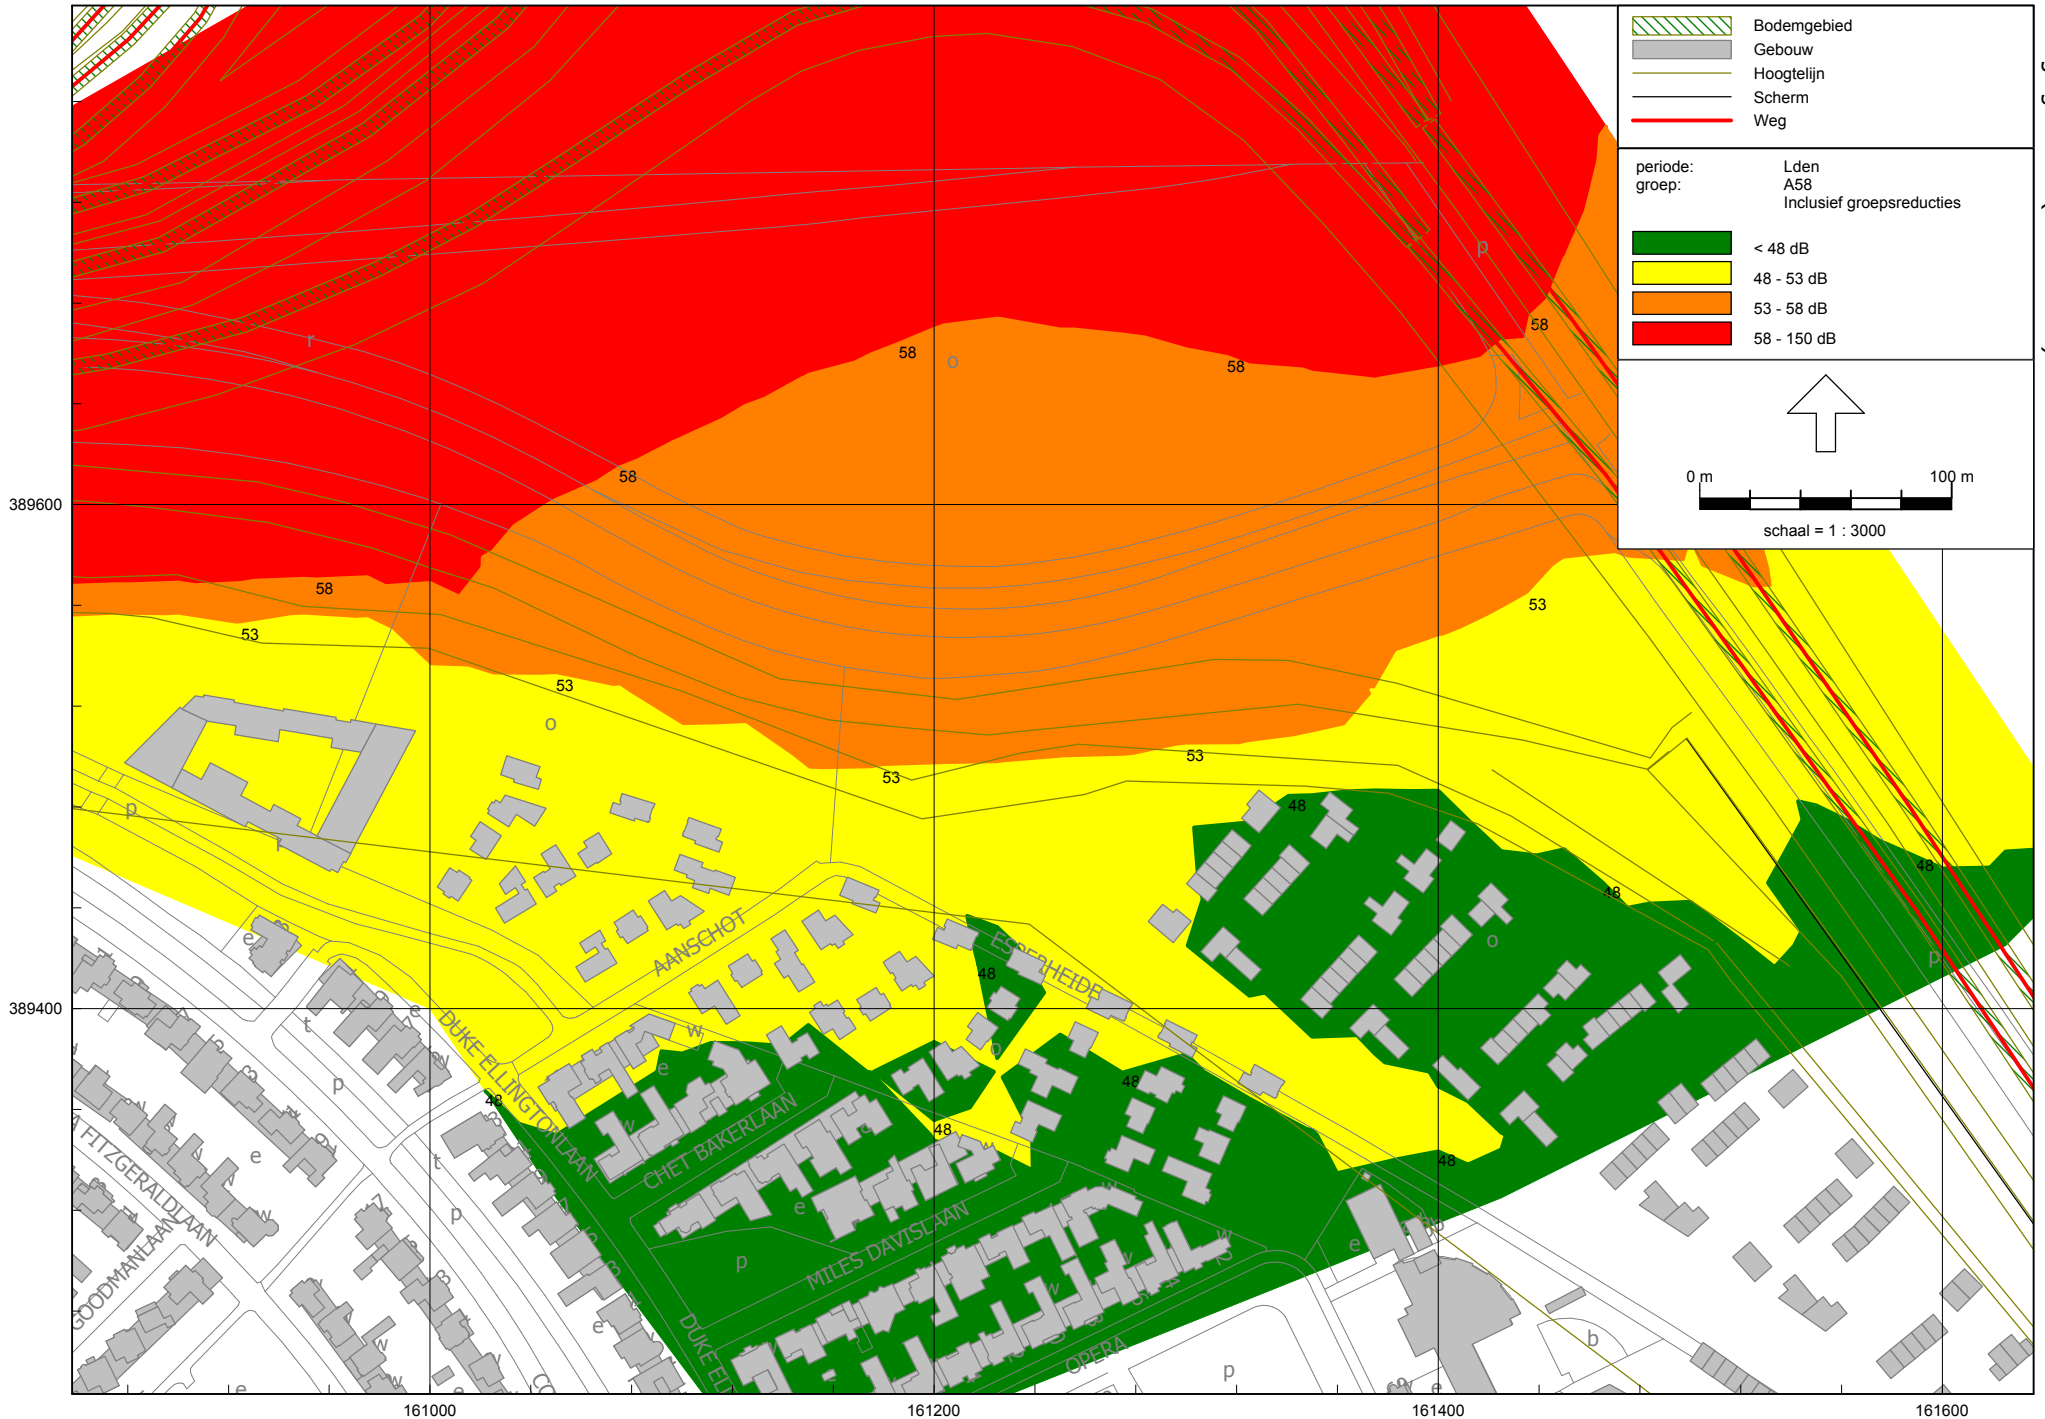 Bodemgebied
Gebouw
Hoogtelijn
Scherm
Weg
periode: Lden
groep: A58
Inclusief groepsreducties
< 48 dB
48 - 53 dB
53 - 58 dB
58 - 150 dB
0 m 100 m
schaal = 1 : 3000
p
58
r
58
o
58
58
389600
58
53
53
53
o
53
53
48
p
r
48
48
AANSCHOT
ESPERHEIDE
o
48
p
389400
DUKE ELLINGTONLAAN
o
48
48
CHET BAKERLAAN
48
48
FITZGERALDLAAN
GOODMANLAAN
MILES DAVISLAAN
p
OPERA
p
b
161000
161200
161400
161600